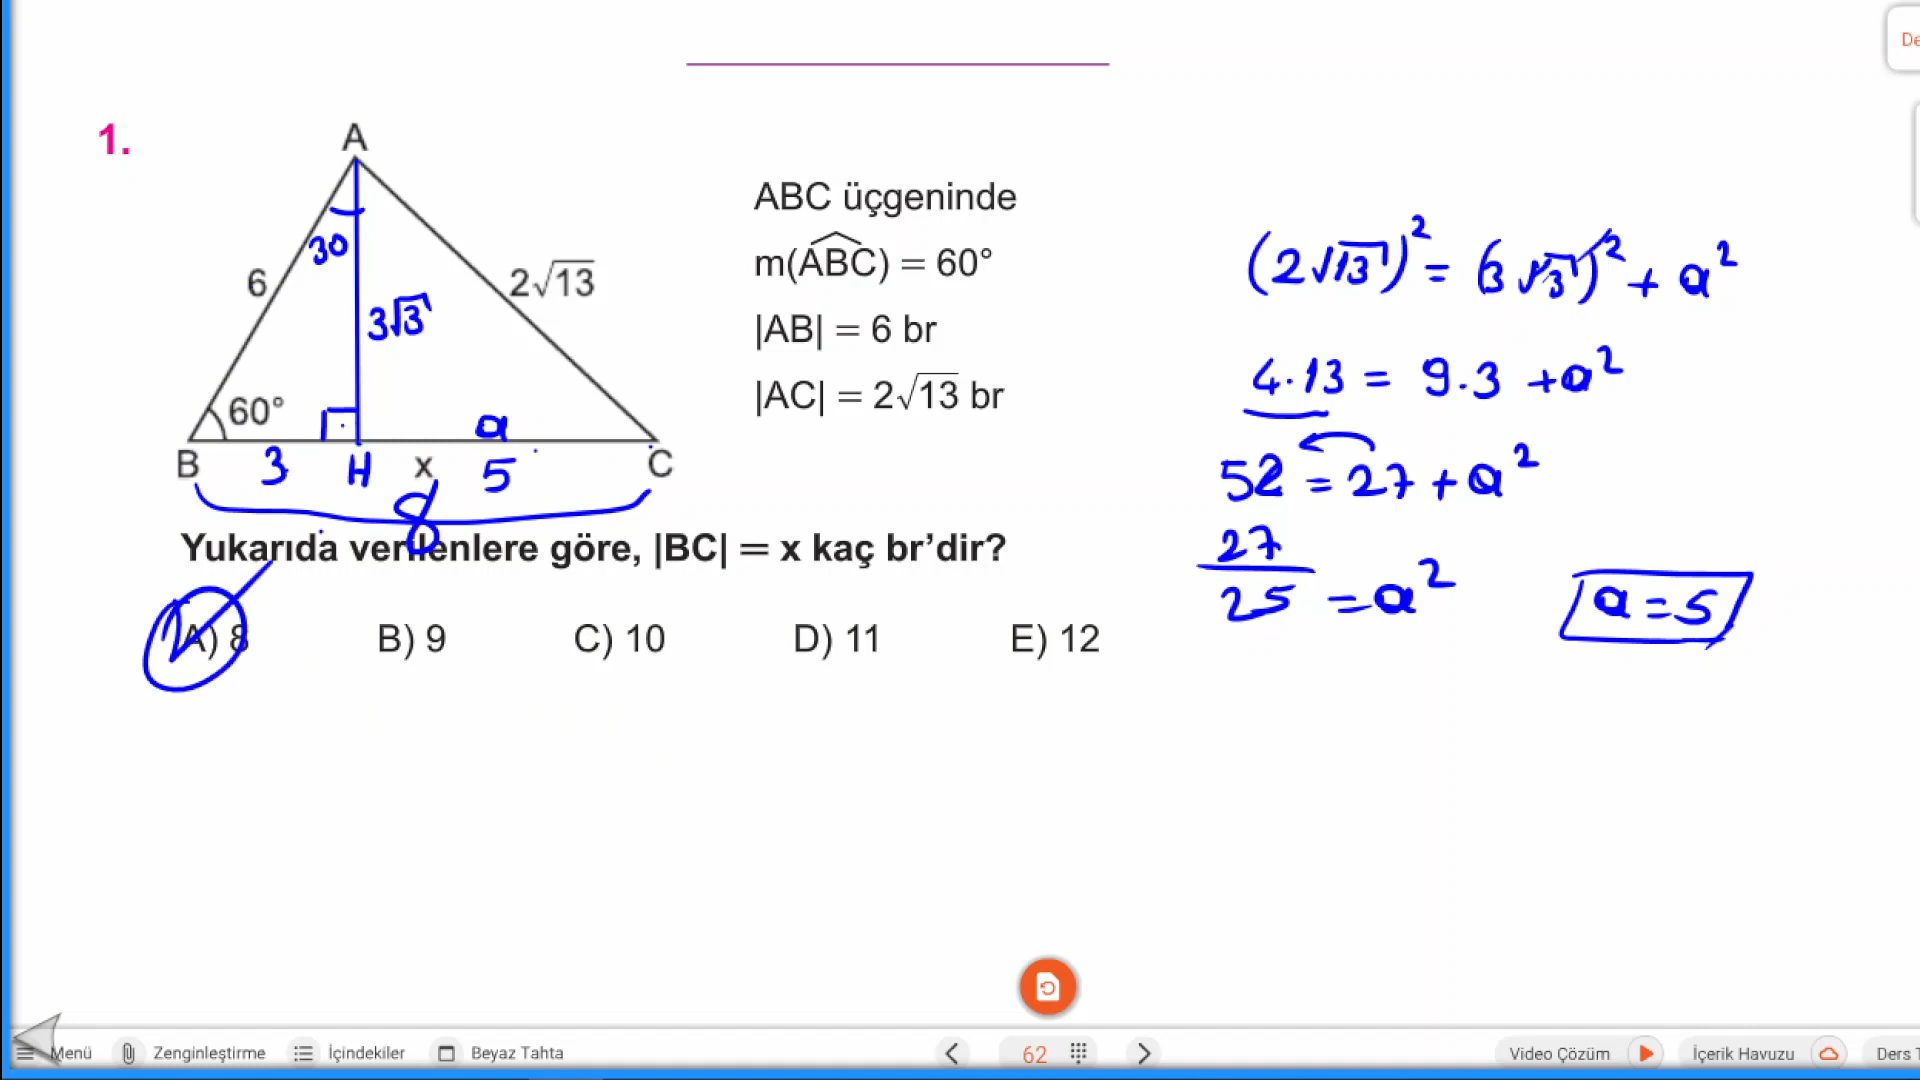 De
1.
A
30
6
2√13
3√3
60°
a
B
3
H
x
5
C
8
ABC üçgeninde
m(ABC) = 60°
|AB| = 6 br
|AC| = 2√13 br
Yukarıda verilenlere göre, |BC| = x kaç br'dir?
A) 8 B) 9 C) 10 D) 11 E) 12
(2√13)² = (3√3)² + a²
4.13 = 9.3 + a²
52 = 27 + a²
27
25 = a²
a = 5
Menü Zenginleştirme İçindekiler Beyaz Tahta 62 Video Çözüm İçerik Havuzu Ders T